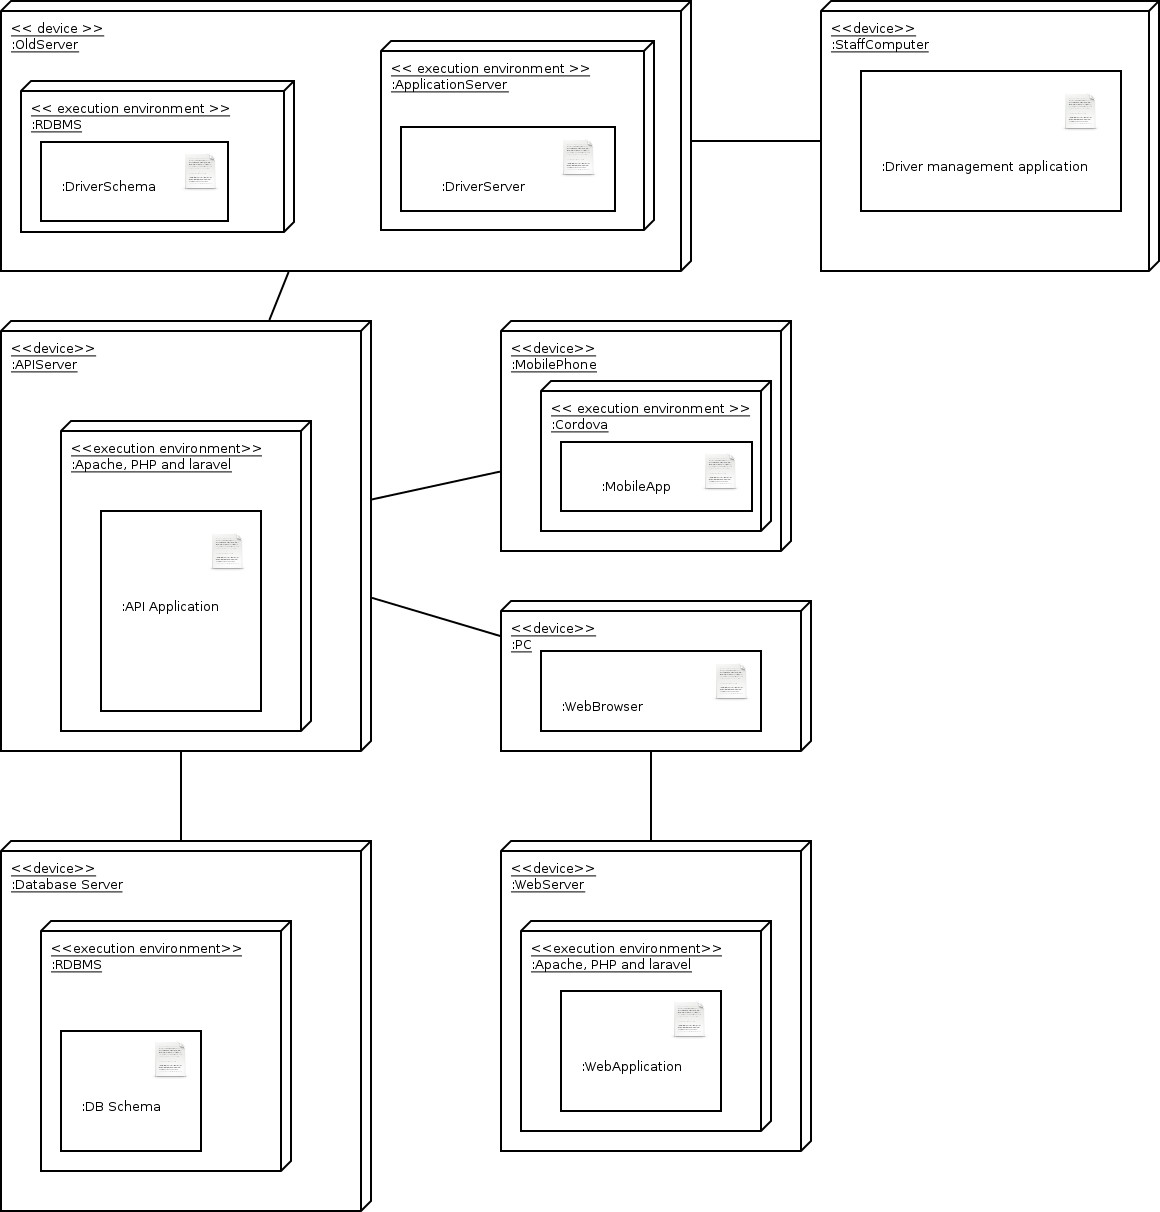 << device >>
:OldServer
<< execution environment >>
:RDBMS
:DriverSchema
<< execution environment >>
:ApplicationServer
:DriverServer
<<device>>
:StaffComputer
:Driver management application
<<device>>
:APIServer
<<execution environment>>
:Apache, PHP and laravel
:API Application
<<device>>
:MobilePhone
<< execution environment >>
:Cordova
:MobileApp
<<device>>
:PC
:WebBrowser
<<device>>
:Database Server
<<execution environment>>
:RDBMS
:DB Schema
<<device>>
:WebServer
<<execution environment>>
:Apache, PHP and laravel
:WebApplication